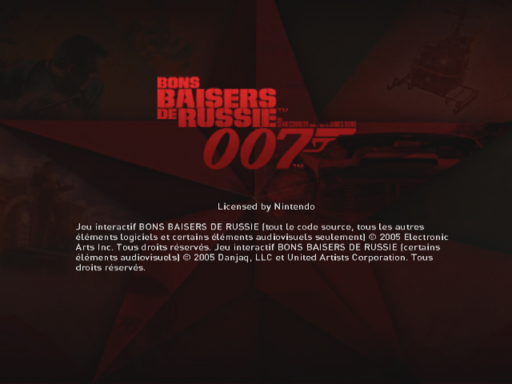 BONS
BAISERS
DE RUSSIE™
007™
Licensed by Nintendo
Jeu interactif BONS BAISERS DE RUSSIE (tout le code source, tous les autres
éléments logiciels et certains éléments audiovisuels seulement) © 2005 Electronic
Arts Inc. Tous droits réservés. Jeu interactif BONS BAISERS DE RUSSIE (certains
éléments audiovisuels) © 2005 Danjaq, LLC et United Artists Corporation. Tous
droits réservés.